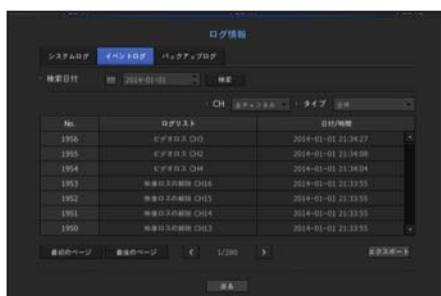 ログ情報
システムログ イベントログ バックアップログ
検索日付 2014-01-01 検索
CH 全チャンネル タイプ 全体
No. ログリスト 日付/時間
1956 ビデオロス CH3 2014-01-01 21:34:27
1955 ビデオロス CH2 2014-01-01 21:34:08
1954 ビデオロス CH4 2014-01-01 21:34:04
1953 映像ロスの解除 CH16 2014-01-01 21:33:55
1952 映像ロスの解除 CH15 2014-01-01 21:33:55
1951 映像ロスの解除 CH14 2014-01-01 21:33:55
1950 映像ロスの解除 CH13 2014-01-01 21:33:55
最初のページ 最後のページ < 1/280 > エクスポート
戻る